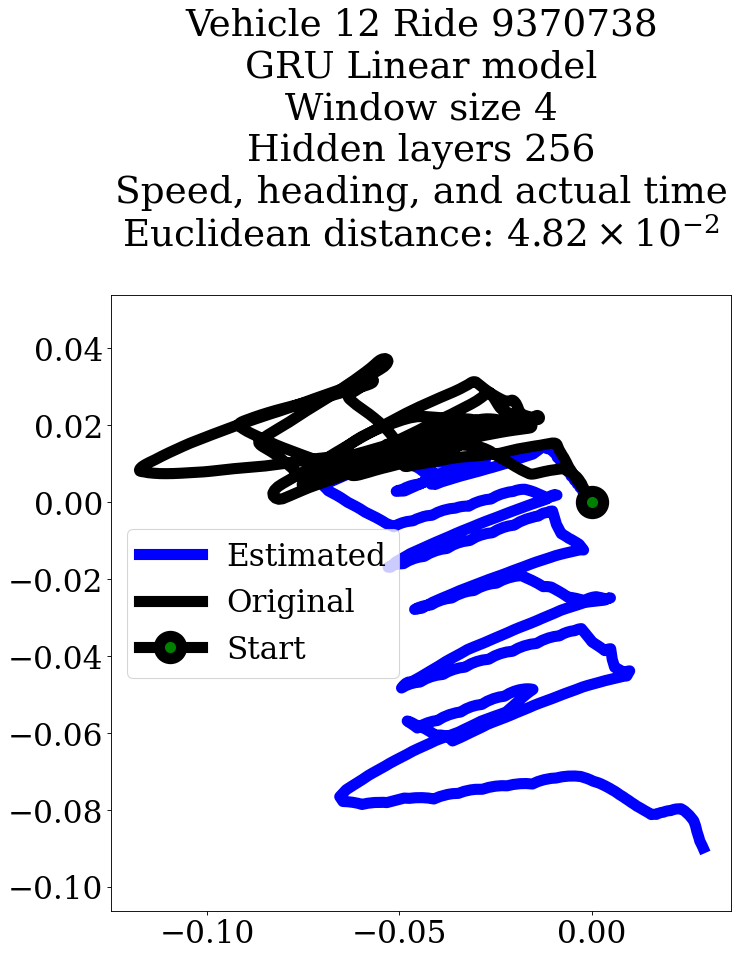 Vehicle 12 Ride 9370738
GRU Linear model
Window size 4
Hidden layers 256
Speed, heading, and actual time
Euclidean distance: 4.82 × 10⁻²
0.04
0.02
0.00
−0.02
−0.04
−0.06
−0.08
−0.10
Estimated
Original
Start
−0.10
−0.05
0.00